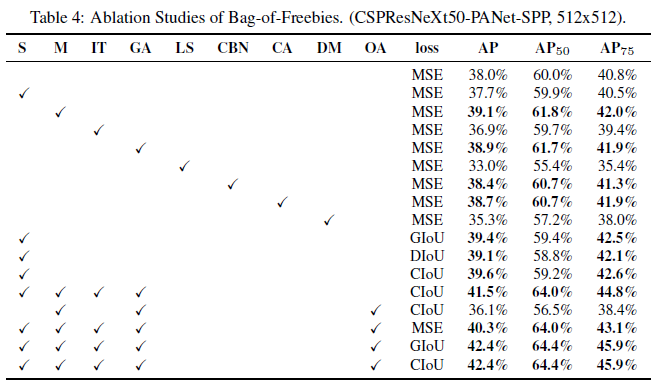 Table 4: Ablation Studies of Bag-of-Freebies. (CSPResNeXt50-PANet-SPP, 512x512).
S M IT GA LS CBN CA DM OA loss AP AP50 AP75
MSE 38.0% 60.0% 40.8%
✓ MSE 37.7% 59.9% 40.5%
✓ MSE 39.1% 61.8% 42.0%
✓ MSE 36.9% 59.7% 39.4%
✓ MSE 38.9% 61.7% 41.9%
✓ MSE 33.0% 55.4% 35.4%
✓ MSE 38.4% 60.7% 41.3%
✓ MSE 38.7% 60.7% 41.9%
✓ MSE 35.3% 57.2% 38.0%
✓ GIoU 39.4% 59.4% 42.5%
✓ DIoU 39.1% 58.8% 42.1%
✓ CIoU 39.6% 59.2% 42.6%
✓ ✓ ✓ ✓ CIoU 41.5% 64.0% 44.8%
✓ ✓ ✓ CIoU 36.1% 56.5% 38.4%
✓ ✓ ✓ ✓ ✓ MSE 40.3% 64.0% 43.1%
✓ ✓ ✓ ✓ ✓ GIoU 42.4% 64.4% 45.9%
✓ ✓ ✓ ✓ ✓ CIoU 42.4% 64.4% 45.9%